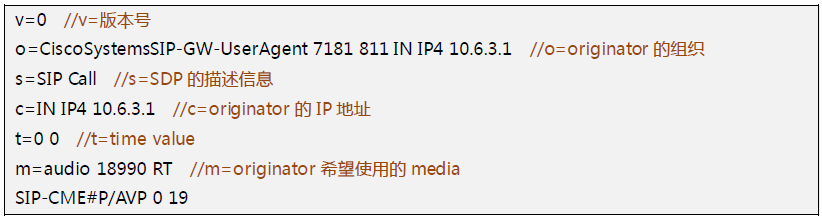 v=0 //v=版本号
o=CiscoSystemsSIP-GW-UserAgent 7181 811 IN IP4 10.6.3.1 //o=originator 的组织
s=SIP Call //s=SDP 的描述信息
c=IN IP4 10.6.3.1 //c=originator 的 IP 地址
t=0 0 //t=time value
m=audio 18990 RT //m=originator 希望使用的 media
SIP-CME#P/AVP 0 19